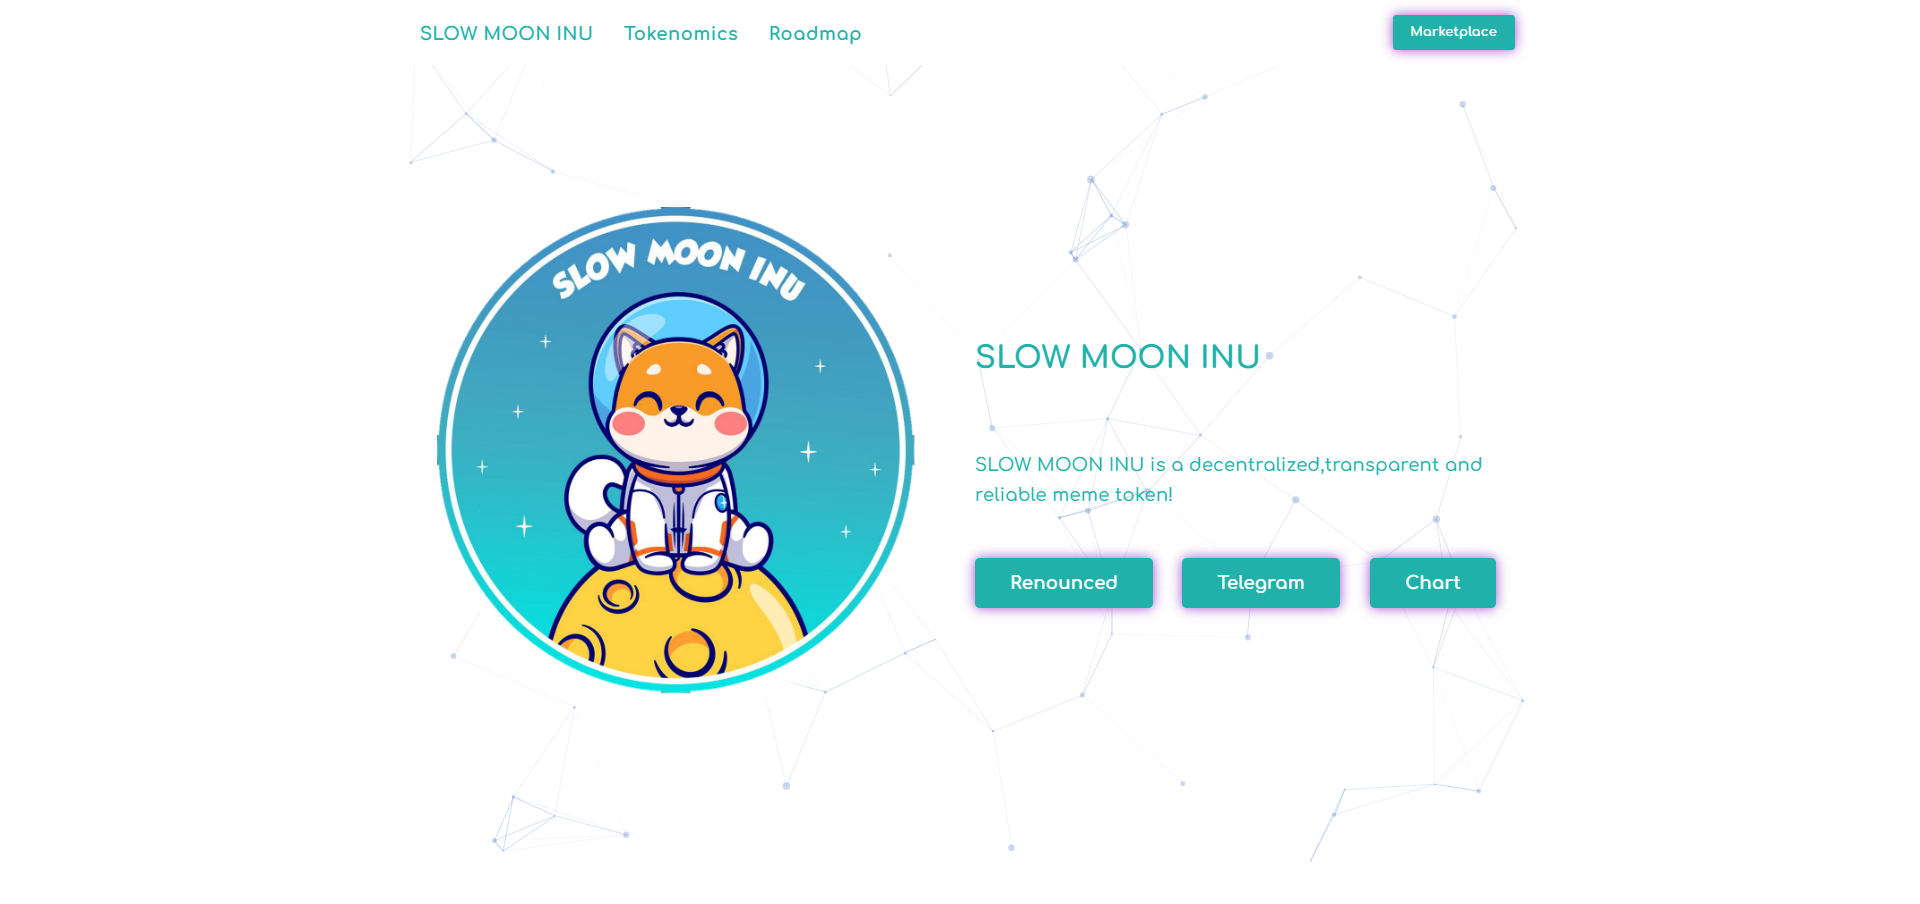 SLOW MOON INU Tokenomics Roadmap Marketplace
SLOW MOON INU
SLOW MOON INU
SLOW MOON INU is a decentralized,transparent and
reliable meme token!
Renounced Telegram Chart